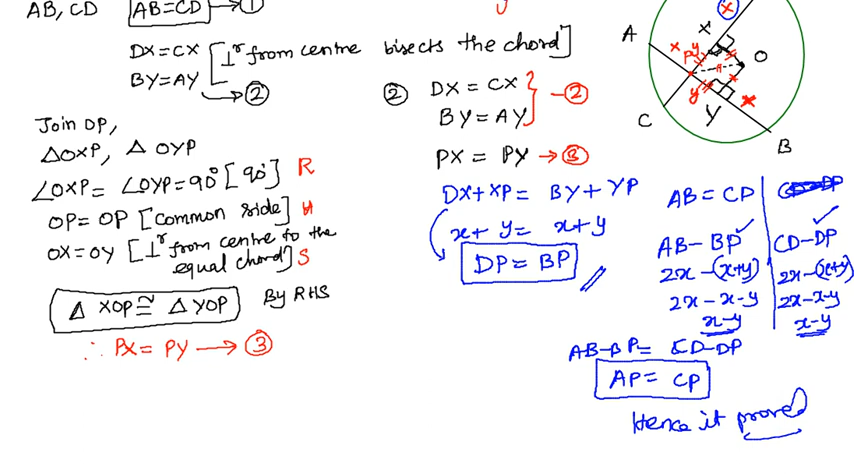 AB, CD AB=CD → ①
DX=CX [⊥r from centre bisects the chord]
BY=AY → ②
Join OP,
△OXP, △OYP
∠OXP= ∠OYP=90° [90°] R
OP=OP [common side] H
OX=OY [⊥r from centre to the
equal chord] S
△ XOP ≅ △ YOP By RHS
∴ PX= PY → ③
② DX = CX
BY=AY } → ②
PX = PY → ③
DX+XP = BY+YP
x+y = x+y
DP=BP
AB=CD
AB-BP
2x-(x+y)
2x-x-y
x-y
CD-DP
2x-(x+y)
2x-x-y
x-y
AB-BP= CD-DP
AP= CP
Hence it proved
y
x
A
X
P
y
O
x
x
C
y
Y
x
B